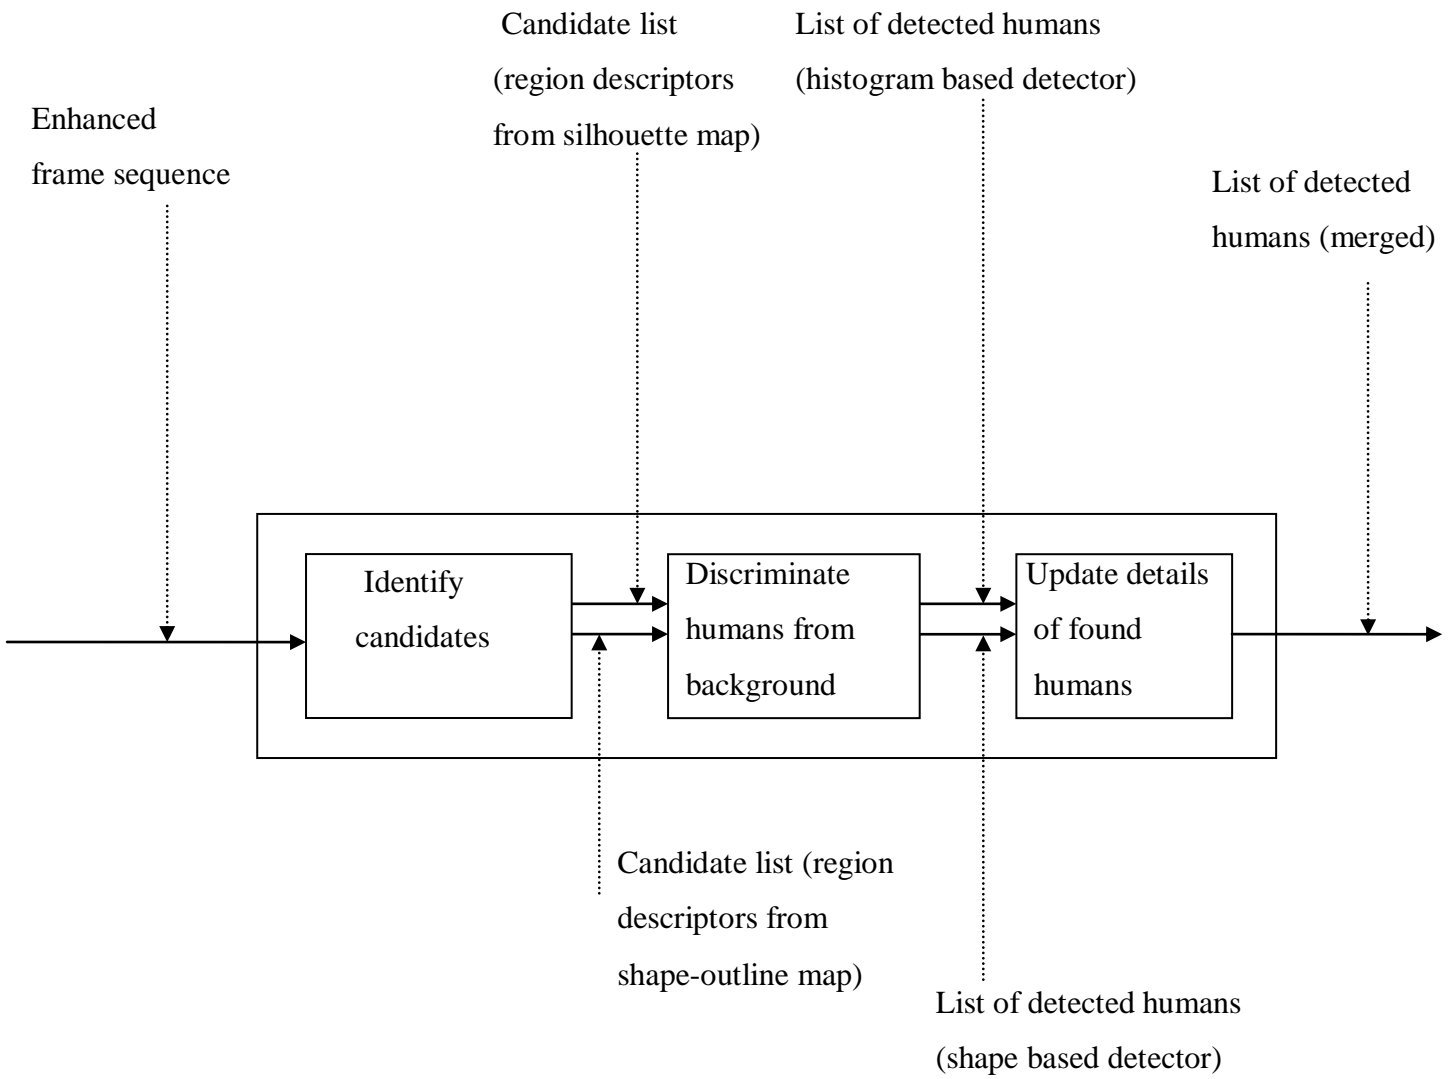 Candidate list
(region descriptors
from silhouette map)
List of detected humans
(histogram based detector)
Enhanced
frame sequence
List of detected
humans (merged)
Identify
candidates
Discriminate
humans from
background
Update details
of found
humans
Candidate list (region
descriptors from
shape-outline map)
List of detected humans
(shape based detector)